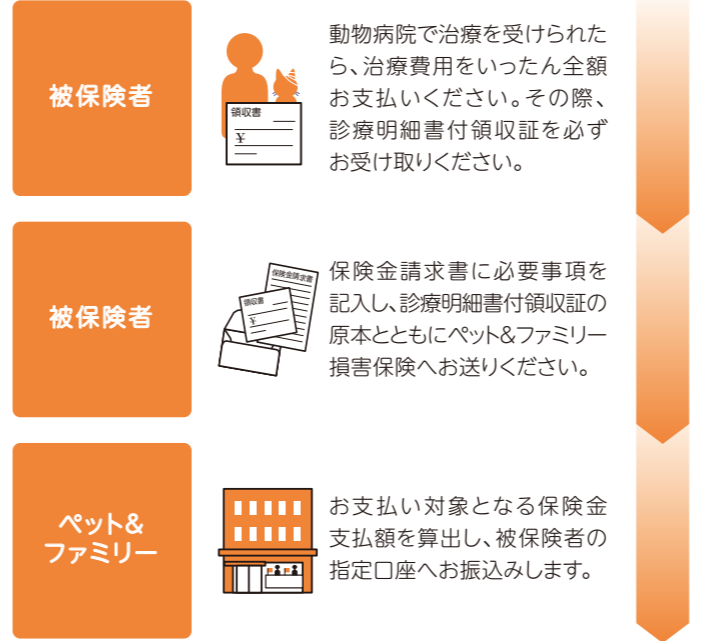 被保険者
動物病院で治療を受けられた
ら、治療費用をいったん全額
お支払いください。その際、
診療明細書付領収証を必ず
お受け取りください。
領収書
¥
被保険者
保険金請求書に必要事項を
記入し、診療明細書付領収証の
原本とともにペット&ファミリー
損害保険へお送りください。
保険金請求書
領収書
¥
ペット&
ファミリー
お支払い対象となる保険金
支払額を算出し、被保険者の
指定口座へお振込みします。